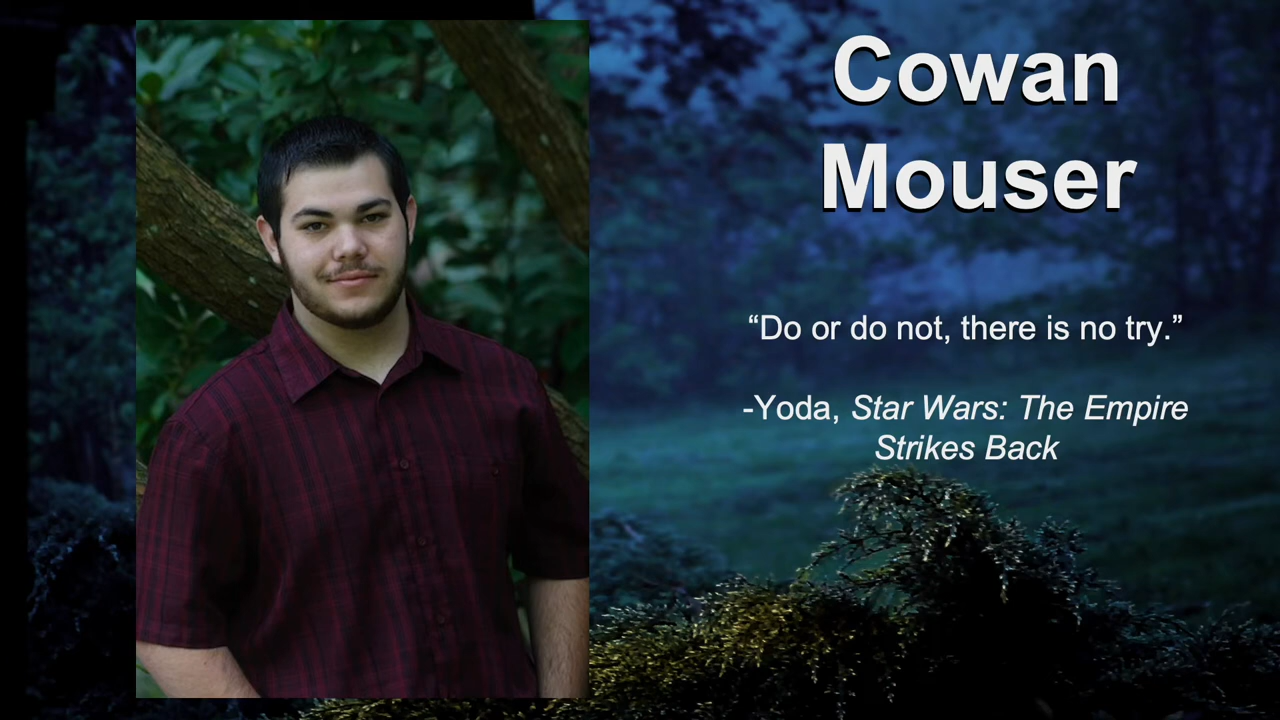 Cowan
Mouser
“Do or do not, there is no try.”
-Yoda, Star Wars: The Empire
Strikes Back